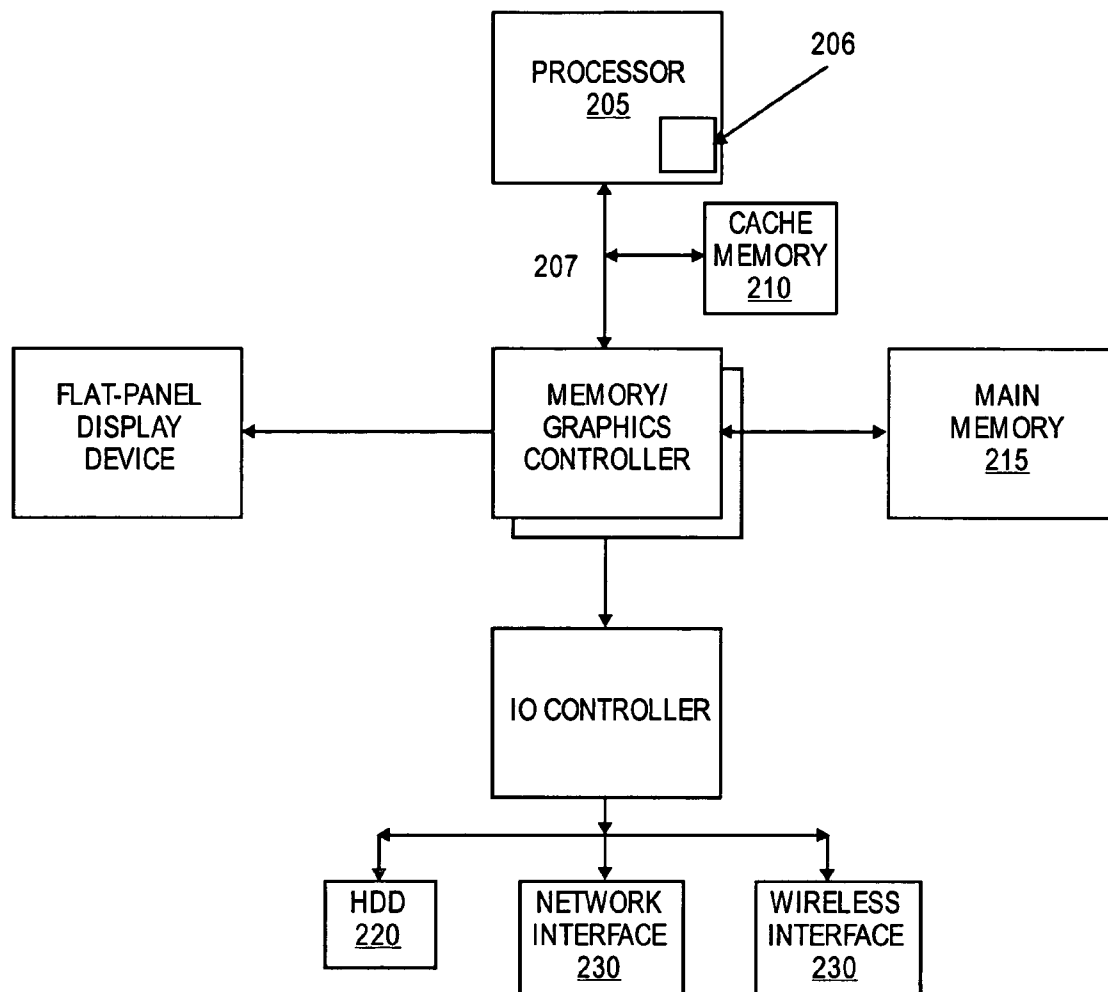 PROCESSOR
205
206
CACHE
MEMORY
210
207
FLAT-PANEL
DISPLAY
DEVICE
MEMORY/
GRAPHICS
CONTROLLER
MAIN
MEMORY
215
IO CONTROLLER
HDD
220
NETWORK
INTERFACE
230
WIRELESS
INTERFACE
230